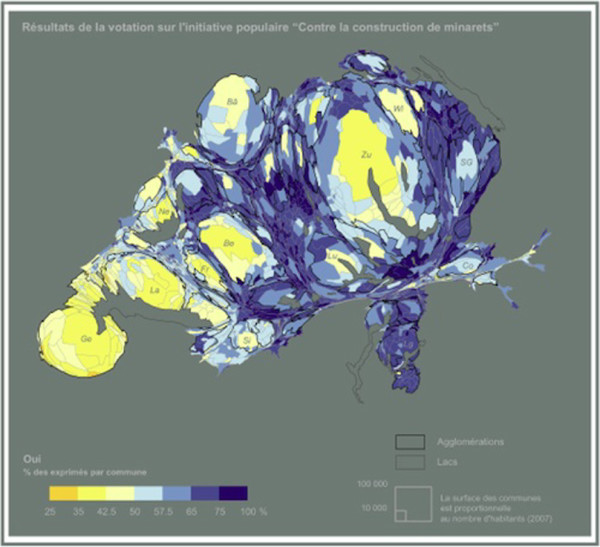 Résultats de la votation sur l'initiative populaire "Contre la construction de minarets"
Bâ
Wi
Zu
SG
Ne
Be
Lu
Fr
Co
La
Ge
Si
Oui
% des exprimés par commune
25 35 42.5 50 57.5 65 75 100 %
Agglomérations
Lacs
100 000
10 000
La surface des communes
est proportionnelle
au nombre d'habitants (2007)